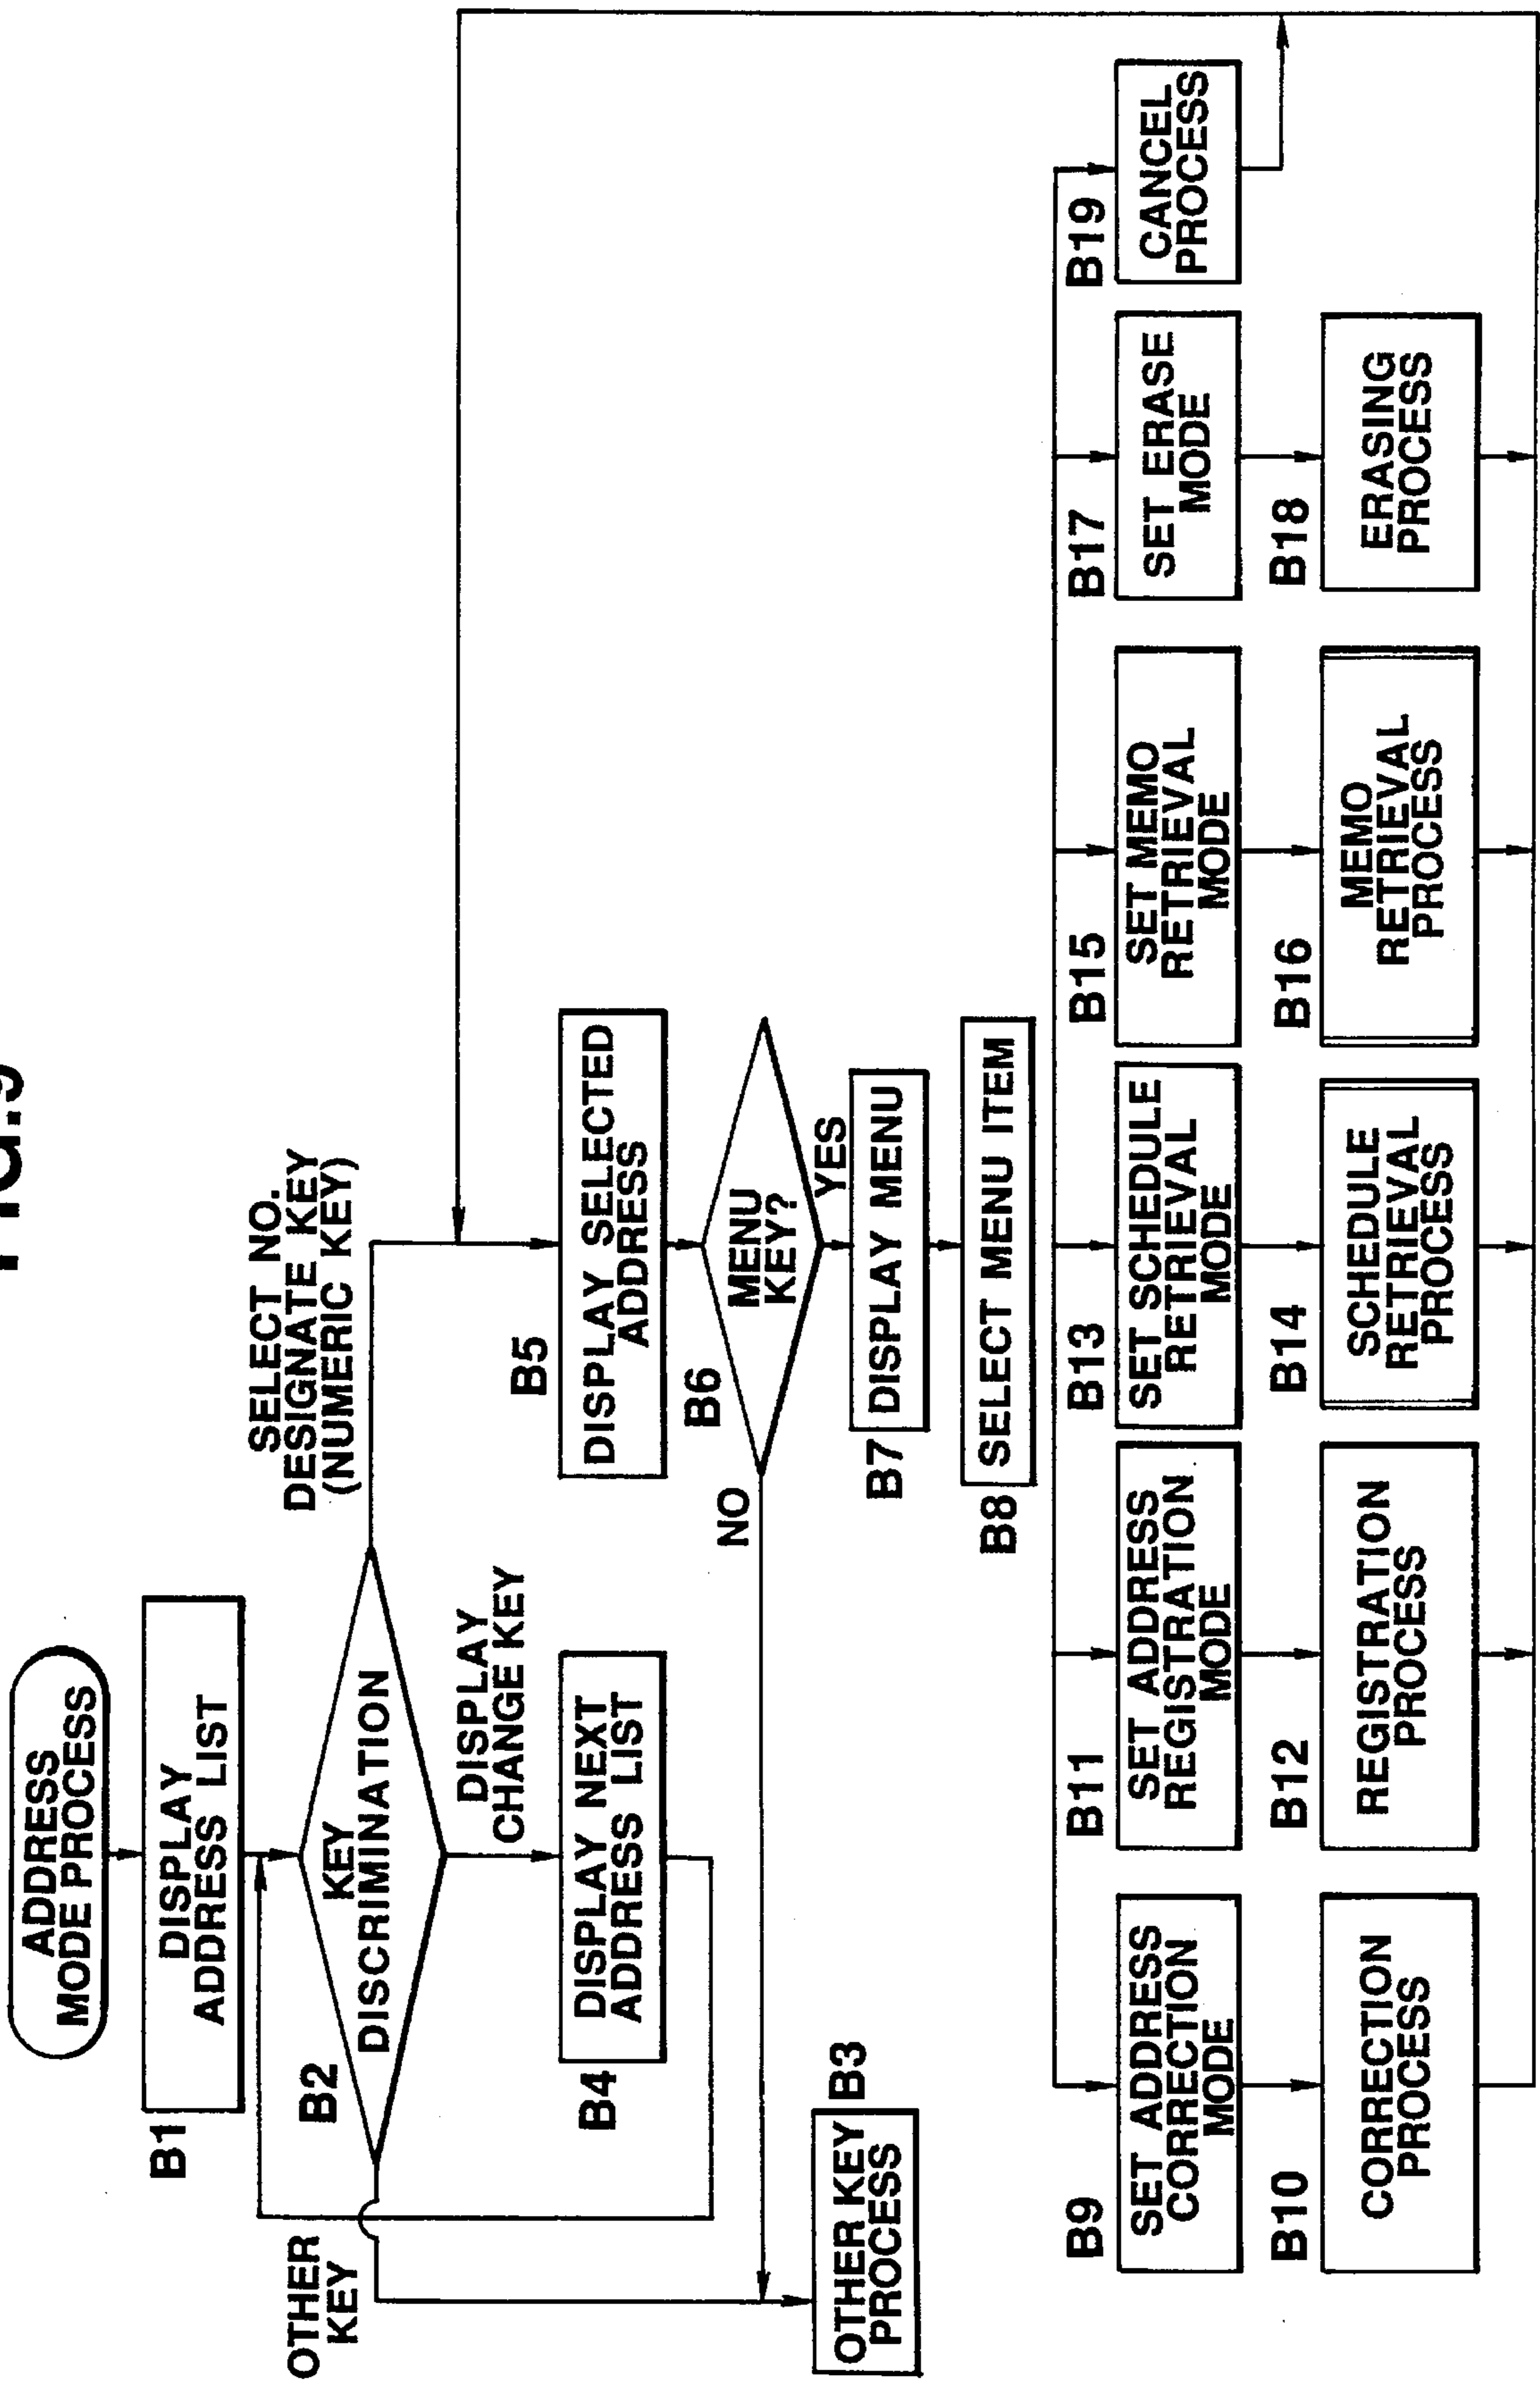 ADDRESS
MODE PROCESS
B1
DISPLAY
ADDRESS LIST
B2
KEY
DISCRIMINATION
OTHER
KEY
SELECT NO.
DESIGNATE KEY
(NUMERIC KEY)
DISPLAY
CHANGE KEY
B4
DISPLAY NEXT
ADDRESS LIST
B3
OTHER KEY
PROCESS
B5
DISPLAY SELECTED
ADDRESS
B6
MENU
KEY?
NO
YES
B7
DISPLAY MENU
B8
SELECT MENU ITEM
B9
SET ADDRESS
CORRECTION
MODE
B10
CORRECTION
PROCESS
B11
SET ADDRESS
REGISTRATION
MODE
B12
REGISTRATION
PROCESS
B13
SET SCHEDULE
RETRIEVAL
MODE
B14
SCHEDULE
RETRIEVAL
PROCESS
B15
SET MEMO
RETRIEVAL
MODE
B16
MEMO
RETRIEVAL
PROCESS
B17
SET ERASE
MODE
B18
ERASING
PROCESS
B19
CANCEL
PROCESS